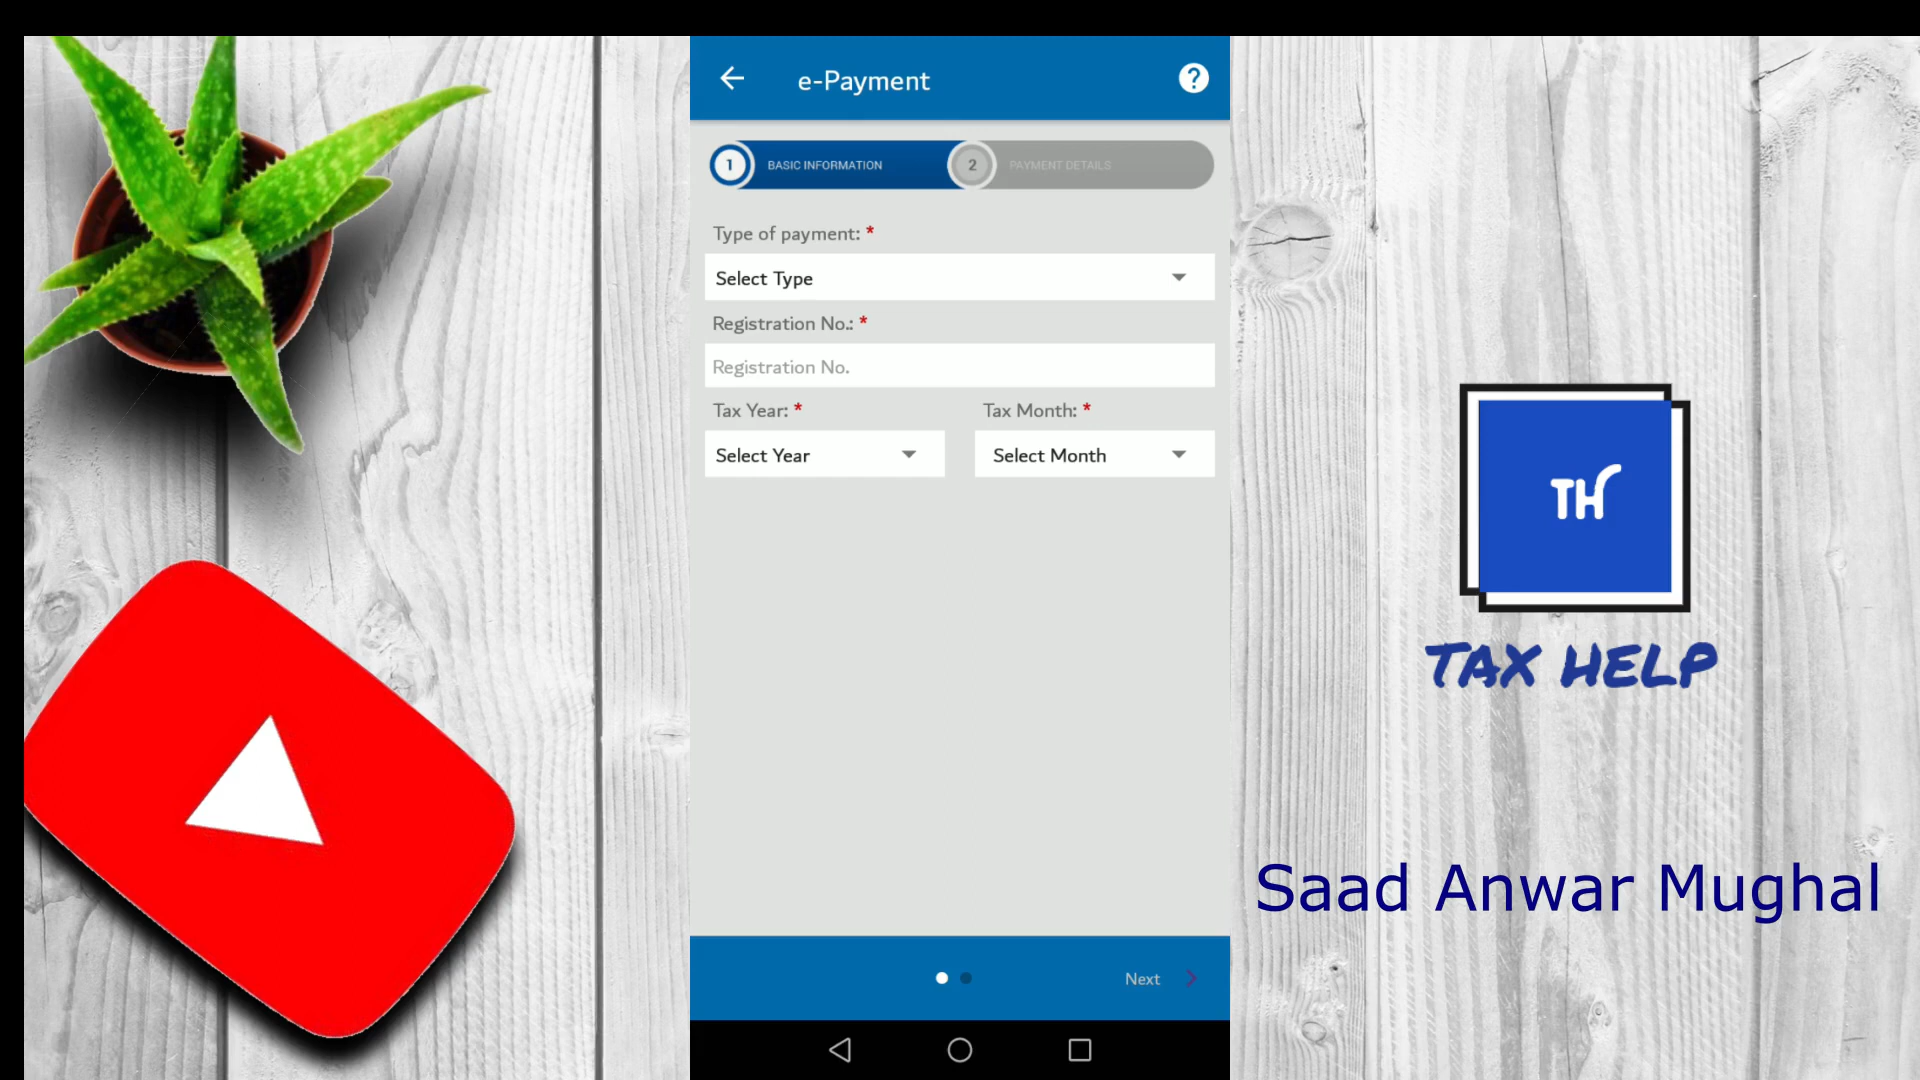 e-Payment
?
1 BASIC INFORMATION 2 PAYMENT DETAILS
Type of payment: *
Select Type
Registration No.: *
Registration No.
Tax Year: * Tax Month: *
Select Year Select Month
Next
TH
TAX HELP
Saad Anwar Mughal